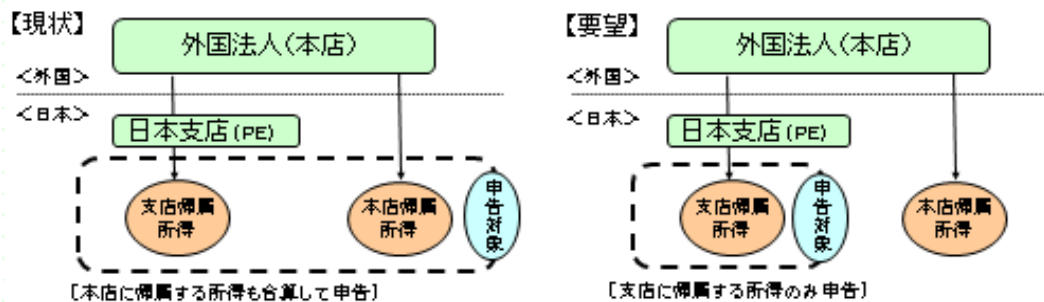 【現状】
外国法人(本店)
<外国>
<日本>
日本支店(PE)
支店帰属
所得
本店帰属
所得
申告対象
[本店に帰属する所得も合算して申告]
【要望】
外国法人(本店)
<外国>
<日本>
日本支店(PE)
支店帰属
所得
申告対象
本店帰属
所得
[支店に帰属する所得のみ申告]